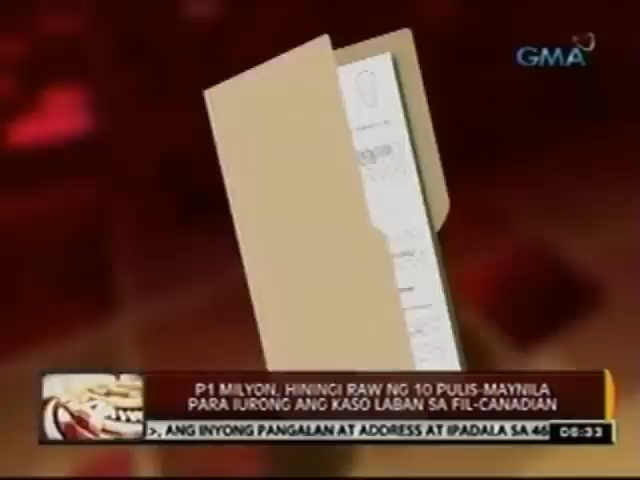 GMA
P1 MILYON, HININGI RAW NG 10 PULIS-MAYNILA
PARA IURONG ANG KASO LABAN SA FIL-CANADIAN
>, ANG INYONG PANGALAN AT ADDRESS AT IPADALA SA 46
06:33